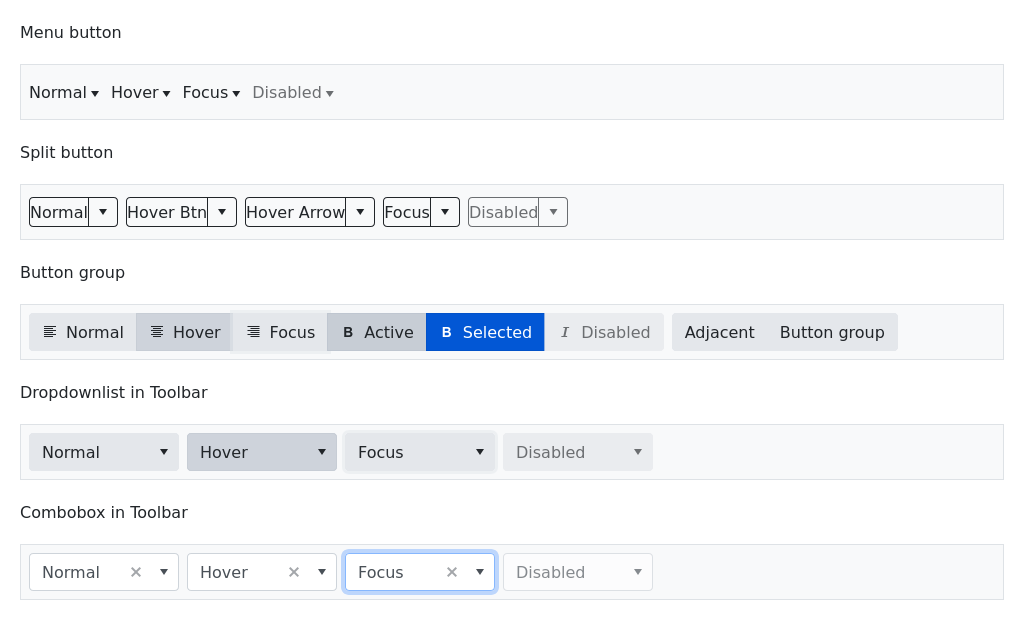 Menu button
Normal Hover Focus Disabled
Split button
Normal Hover Btn Hover Arrow Focus Disabled
Button group
Normal Hover Focus B Active B Selected I Disabled Adjacent Button group
Dropdownlist in Toolbar
Normal Hover Focus Disabled
Combobox in Toolbar
Normal Hover Focus Disabled